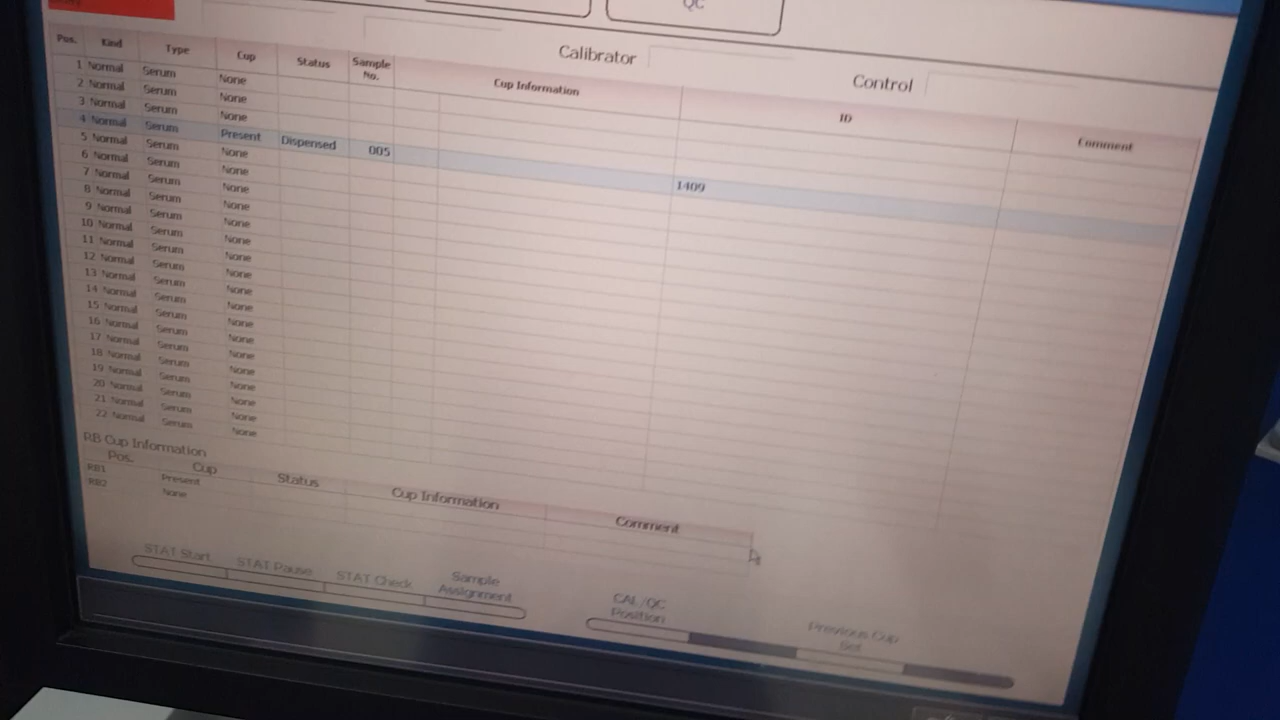 QC
Calibrator
Control
Pos. Kind Type Cup Status Sample No. Cup Information ID Comment
1 Normal Serum None
2 Normal Serum None
3 Normal Serum None
4 Normal Serum Present Dispensed 005 1409
5 Normal Serum None
6 Normal Serum None
7 Normal Serum None
8 Normal Serum None
9 Normal Serum None
10 Normal Serum None
11 Normal Serum None
12 Normal Serum None
13 Normal Serum None
14 Normal Serum None
15 Normal Serum None
16 Normal Serum None
17 Normal Serum None
18 Normal Serum None
19 Normal Serum None
20 Normal Serum None
21 Normal Serum None
22 Normal Serum None
RB Cup Information
Pos. Cup Status Cup Information Comment
RB1 Present
RB2 None
STAT Start
STAT Pause
STAT Check
Sample
Assignment
CAL/QC
Position
Previous Cup
Set